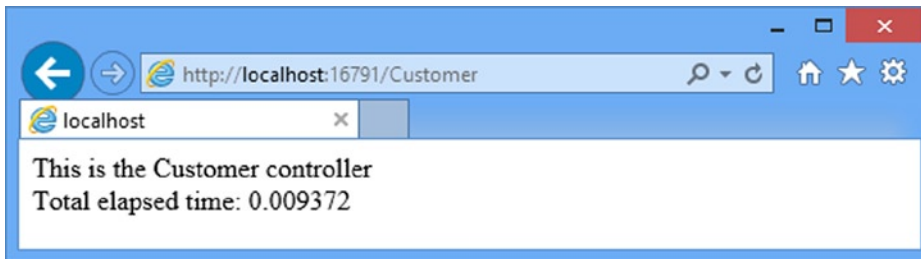 http://localhost:16791/Customer
localhost
This is the Customer controller
Total elapsed time: 0.009372